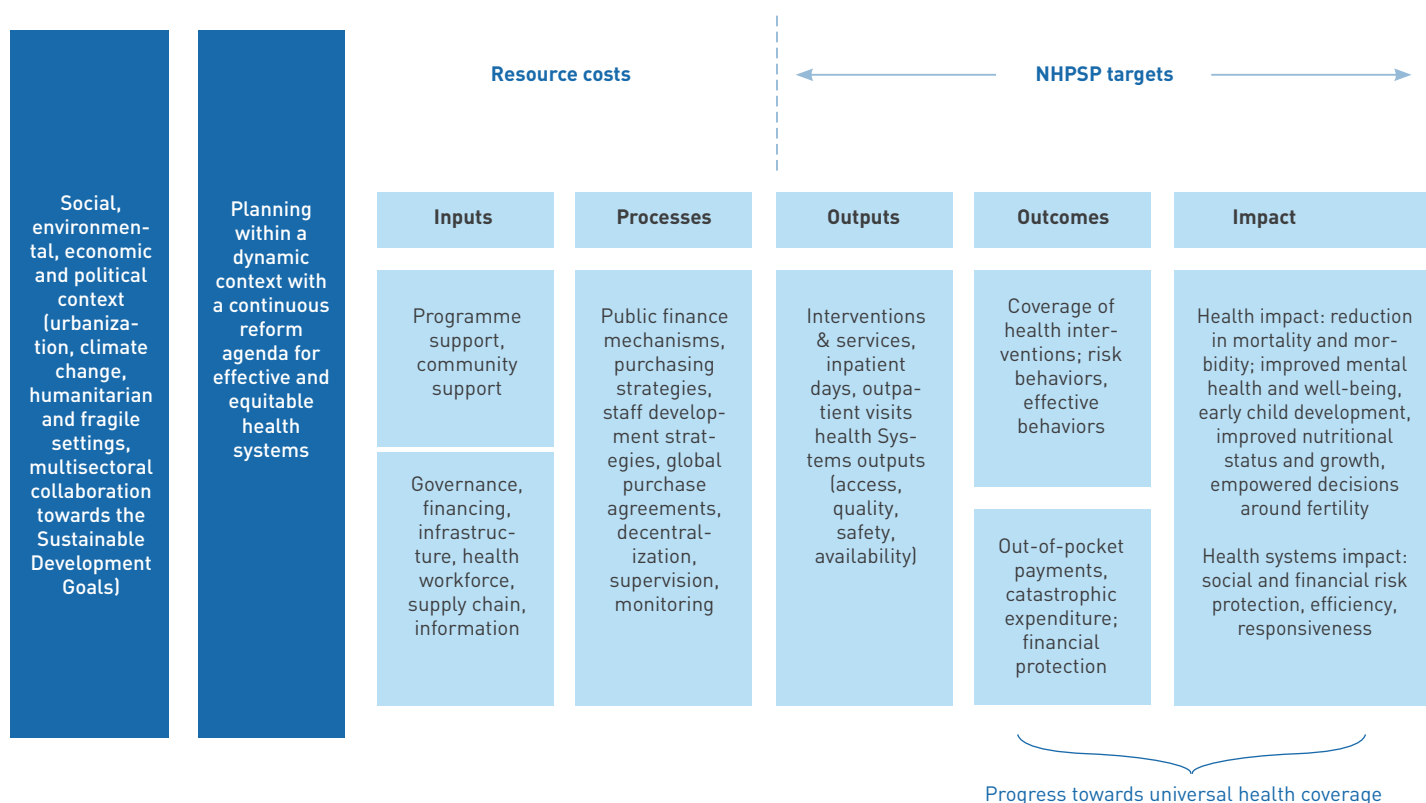 Social,
environmen-
tal, economic
and political
context
(urbaniza-
tion, climate
change,
humanitarian
and fragile
settings,
multisectoral
collaboration
towards the
Sustainable
Development
Goals)
Planning
within a
dynamic
context with
a continuous
reform
agenda for
effective and
equitable
health
systems
Resource costs
NHPSP targets
Inputs
Programme
support,
community
support
Governance,
financing,
infrastruc-
ture, health
workforce,
supply chain,
information
Processes
Public finance
mechanisms,
purchasing
strategies,
staff develop-
ment strat-
egies, global
purchase
agreements,
decentral-
ization,
supervision,
monitoring
Outputs
Interventions
& services,
inpatient
days, outpa-
tient visits
health Sys-
tems outputs
(access,
quality,
safety,
availability)
Outcomes
Coverage of
health inter-
ventions; risk
behaviors,
effective
behaviors
Out-of-pocket
payments,
catastrophic
expenditure;
financial
protection
Impact
Health impact: reduction
in mortality and mor-
bidity; improved mental
health and well-being,
early child development,
improved nutritional
status and growth,
empowered decisions
around fertility
Health systems impact:
social and financial risk
protection, efficiency,
responsiveness
Progress towards universal health coverage